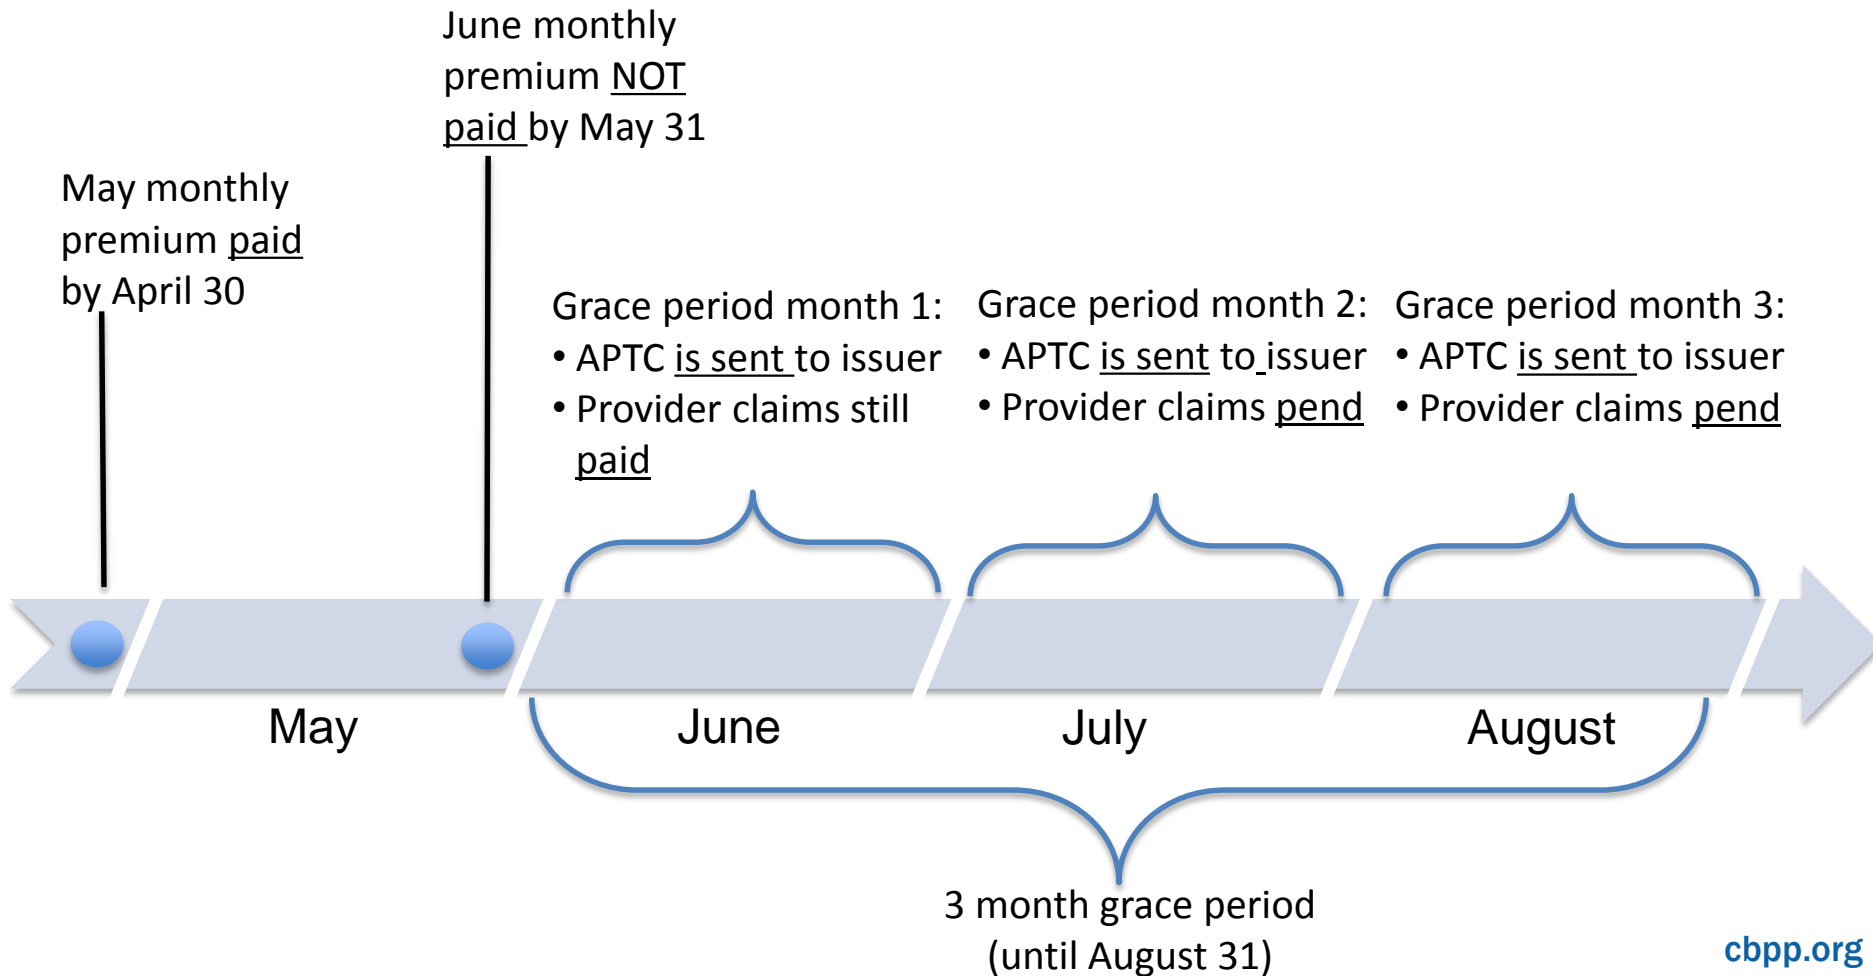 June monthly
premium NOT
paid by May 31
May monthly
premium paid
by April 30
Grace period month 1:
• APTC is sent to issuer
• Provider claims still
paid
Grace period month 2:
• APTC is sent to issuer
• Provider claims pend
Grace period month 3:
• APTC is sent to issuer
• Provider claims pend
May
June
July
August
3 month grace period
(until August 31)
cbpp.org